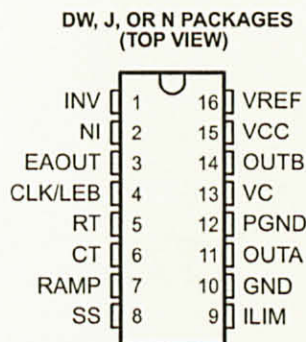 DW, J, OR N PACKAGES
(TOP VIEW)
INV 1 16 VREF
NI 2 15 VCC
EAOUT 3 14 OUTB
CLK/LEB 4 13 VC
RT 5 12 PGND
CT 6 11 OUTA
RAMP 7 10 GND
SS 8 9 ILIM